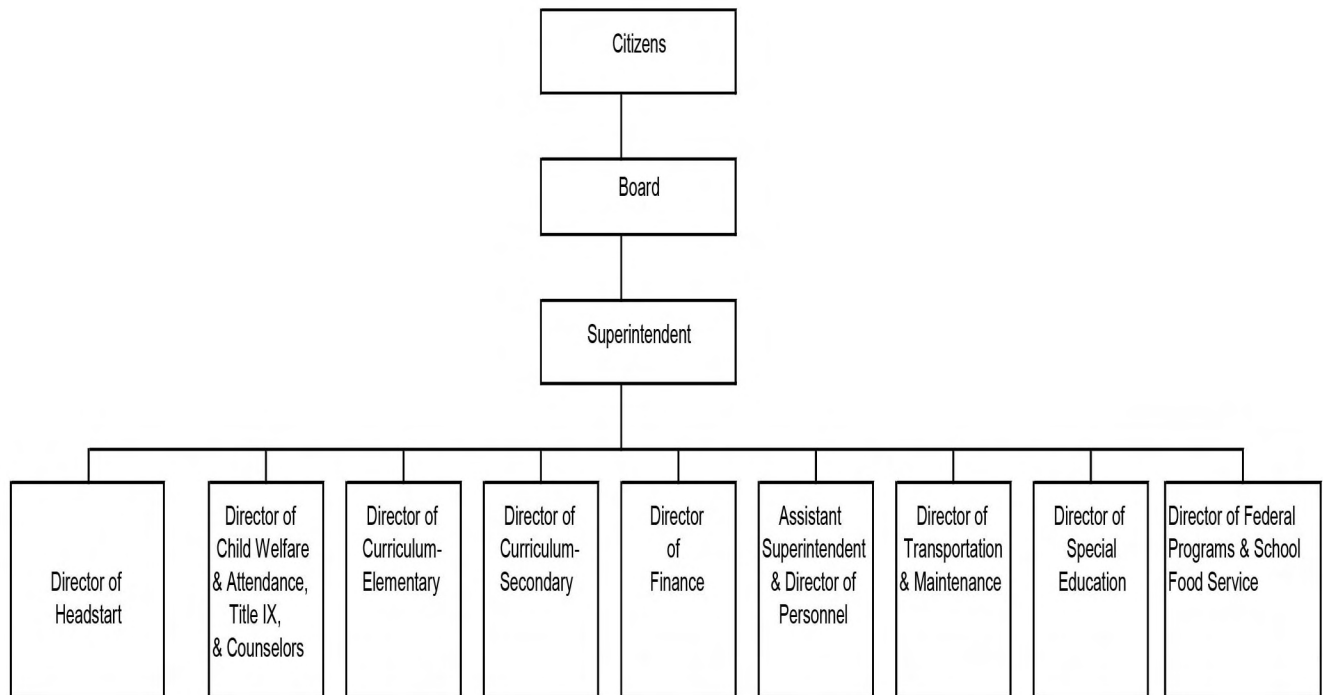 Citizens
Board
Superintendent
Director of
Headstart
Director of
Child Welfare
& Attendance,
Title IX,
& Counselors
Director of
Curriculum-
Elementary
Director of
Curriculum-
Secondary
Director
of
Finance
Assistant
Superintendent
& Director of
Personnel
Director of
Transportation
& Maintenance
Director of
Special
Education
Director of Federal
Programs & School
Food Service